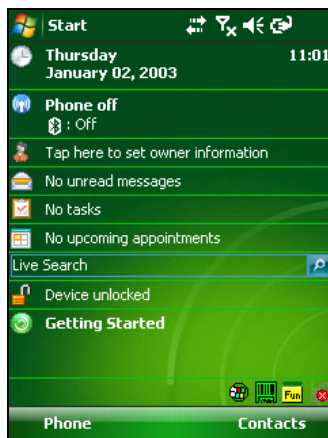 Start
Thursday 11:01
January 02, 2003
Phone off
: Off
Tap here to set owner information
No unread messages
No tasks
No upcoming appointments
Live Search
Device unlocked
Getting Started
Fun
Phone Contacts